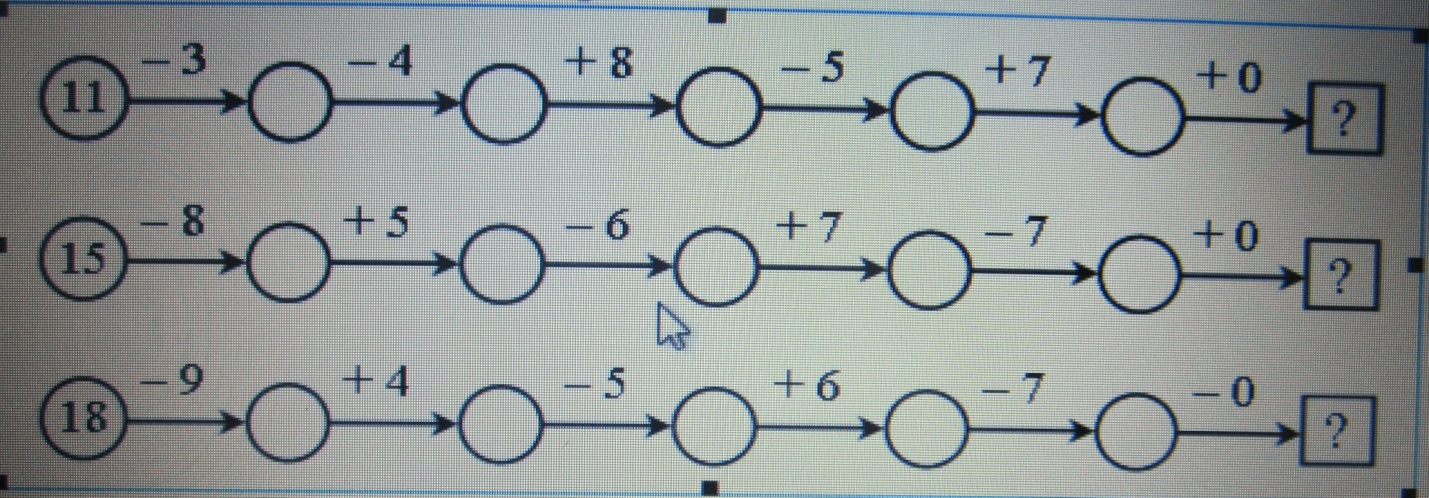 11 − 3 − 4 + 8 − 5 + 7 + 0 ?
15 − 8 + 5 − 6 + 7 − 7 + 0 ?
18 − 9 + 4 − 5 + 6 − 7 − 0 ?